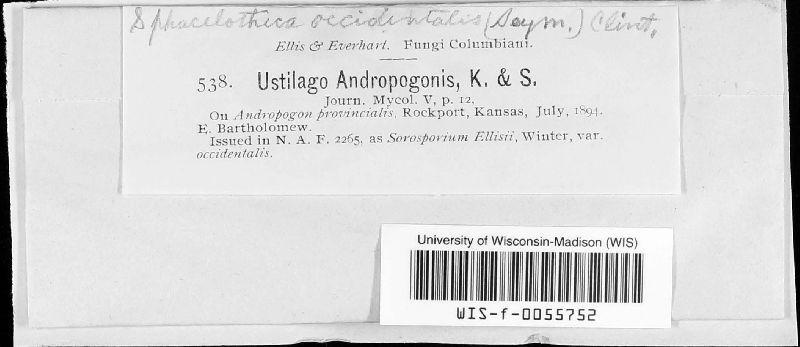 Sphacelothica occidentalis (Seym.) Clint.
Ellis & Everhart. Fungi Columbiani.
538. Ustilago Andropogonis, K. & S.
Journ. Mycol. V, p. 12.
On Andropogon provincialis, Rockport, Kansas, July, 1894.
E. Bartholomew.
Issued in N. A. F. 2265, as Sorosporium Ellisii, Winter, var.
occidentalis.
University of Wisconsin-Madison (WIS)
WIS-f-0055752